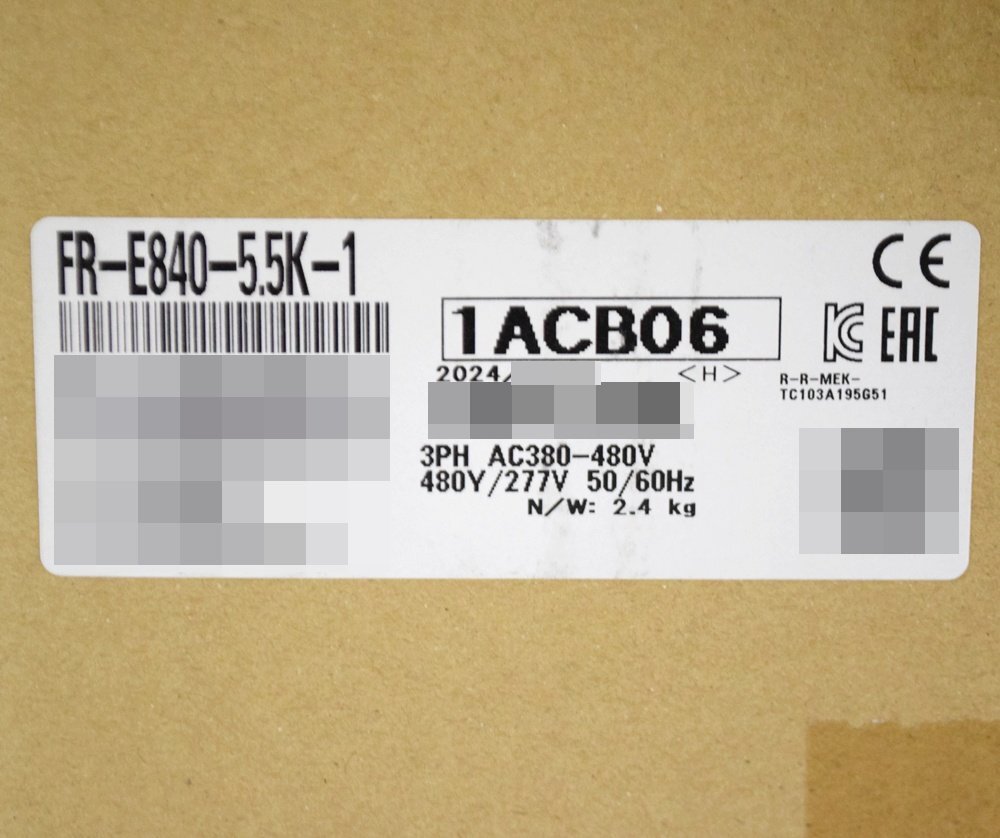 FR-E840-5.5K-1
CE
1ACB06
EAC
2024/
<H>
R-R-MEK-
TC103A195G51
3PH AC380-480V
480Y/277V 50/60Hz
N/W: 2.4 kg